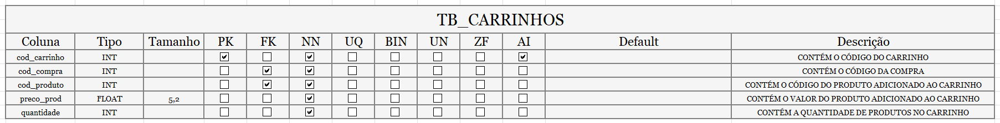 TB_CARRINHOS
Coluna Tipo Tamanho PK FK NN UQ BIN UN ZF AI Default Descrição
cod_carrinho INT CONTÉM O CÓDIGO DO CARRINHO
cod_compra INT CONTÉM O CÓDIGO DA COMPRA
cod_produto INT CONTÉM O CÓDIGO DO PRODUTO ADICIONADO AO CARRINHO
preco_prod FLOAT 5,2 CONTÉM O VALOR DO PRODUTO ADICIONADO AO CARRINHO
quantidade INT CONTÉM A QUANTIDADE DE PRODUTOS NO CARRINHO